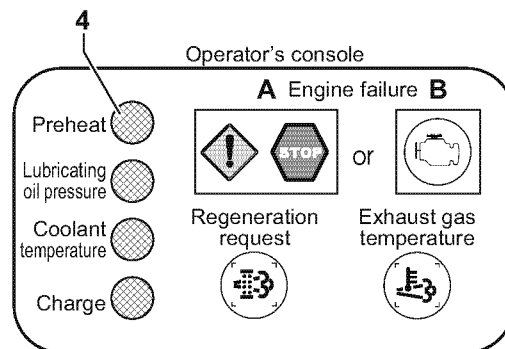 4
Operator's console
A Engine failure B
Preheat
! STOP or
Lubricating
oil pressure
Regeneration
request
Exhaust gas
temperature
Coolant
temperature
Charge